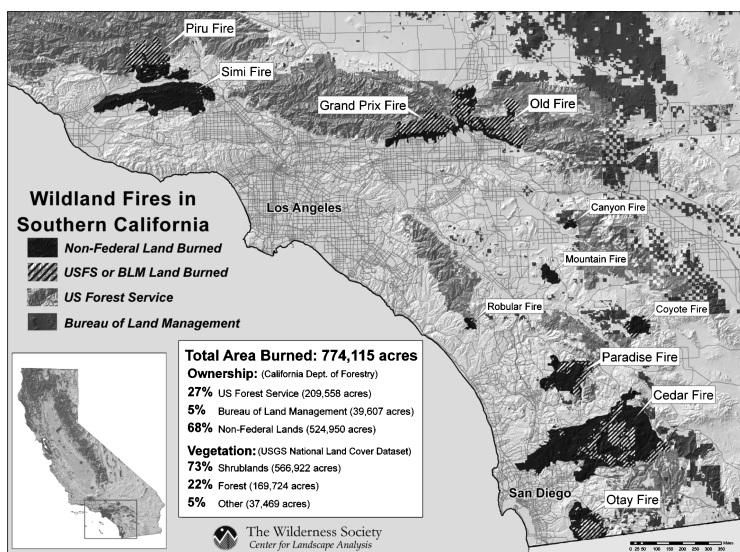 Piru Fire
Simi Fire
Grand Prix Fire
Old Fire
Wildland Fires in
Southern California
Los Angeles
Canyon Fire
Non-Federal Land Burned
USFS or BLM Land Burned
US Forest Service
Bureau of Land Management
Mountain Fire
Robular Fire
Coyote Fire
Total Area Burned: 774,115 acres
Ownership: (California Dept. of Forestry)
27% US Forest Service (209,558 acres)
5% Bureau of Land Management (39,607 acres)
68% Non-Federal Lands (524,950 acres)
Vegetation: (USGS National Land Cover Dataset)
73% Shrublands (566,922 acres)
22% Forest (169,724 acres)
5% Other (37,469 acres)
Paradise Fire
Cedar Fire
San Diego
Otay Fire
The Wilderness Society
Center for Landscape Analysis